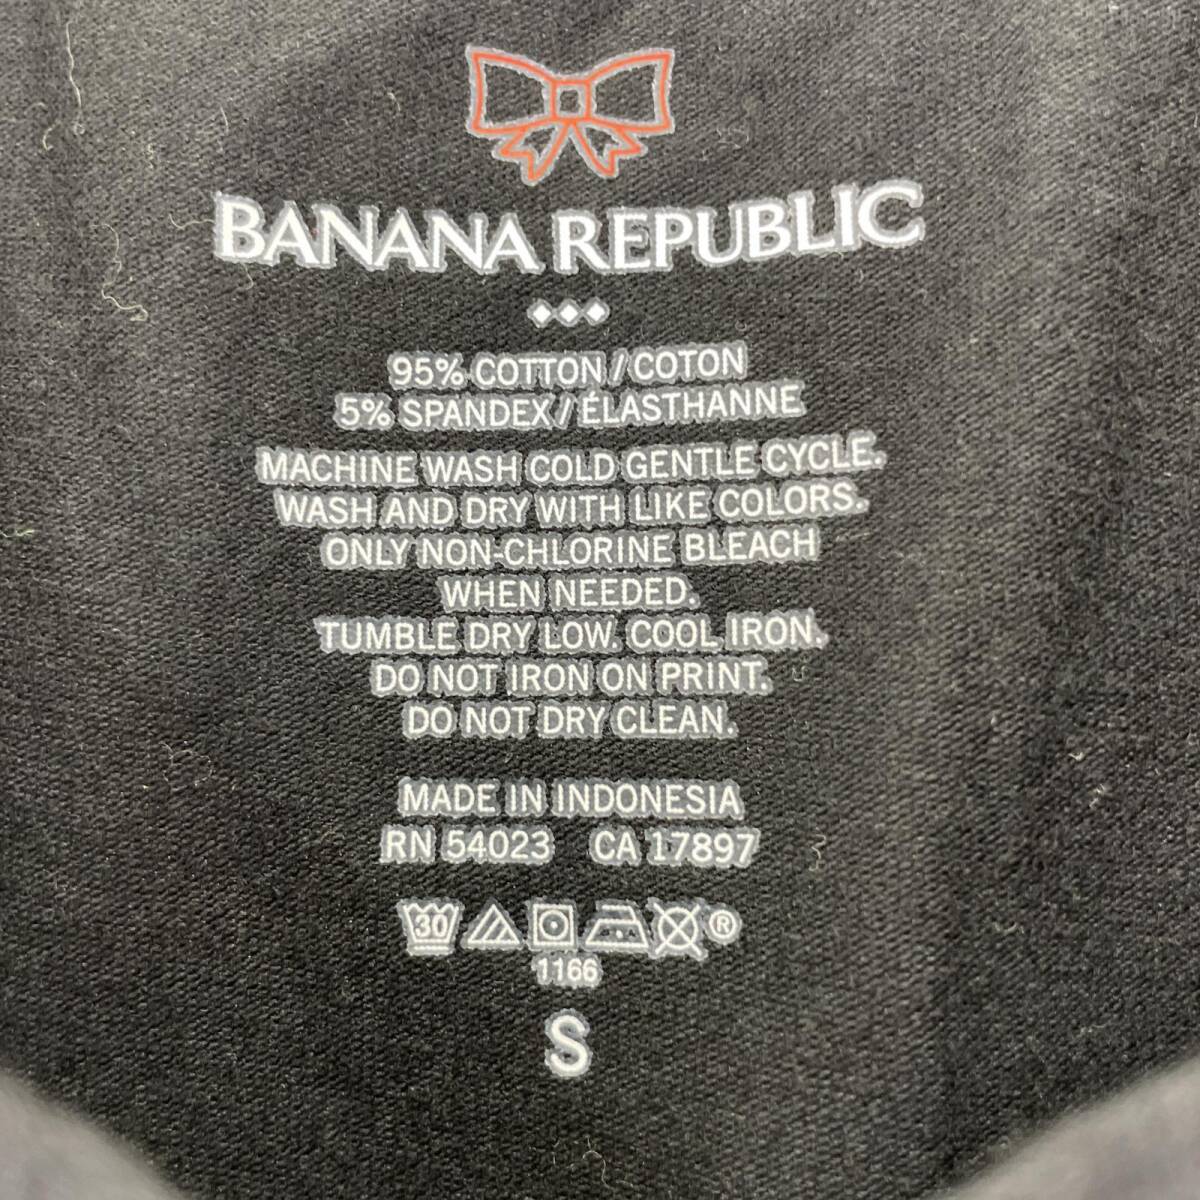 BANANA REPUBLIC
95% COTTON / COTON
5% SPANDEX / ÉLASTHANNE
MACHINE WASH COLD GENTLE CYCLE.
WASH AND DRY WITH LIKE COLORS.
ONLY NON-CHLORINE BLEACH
WHEN NEEDED.
TUMBLE DRY LOW. COOL IRON.
DO NOT IRON ON PRINT.
DO NOT DRY CLEAN.
MADE IN INDONESIA
RN 54023 CA 17897
30 ®
1166
S